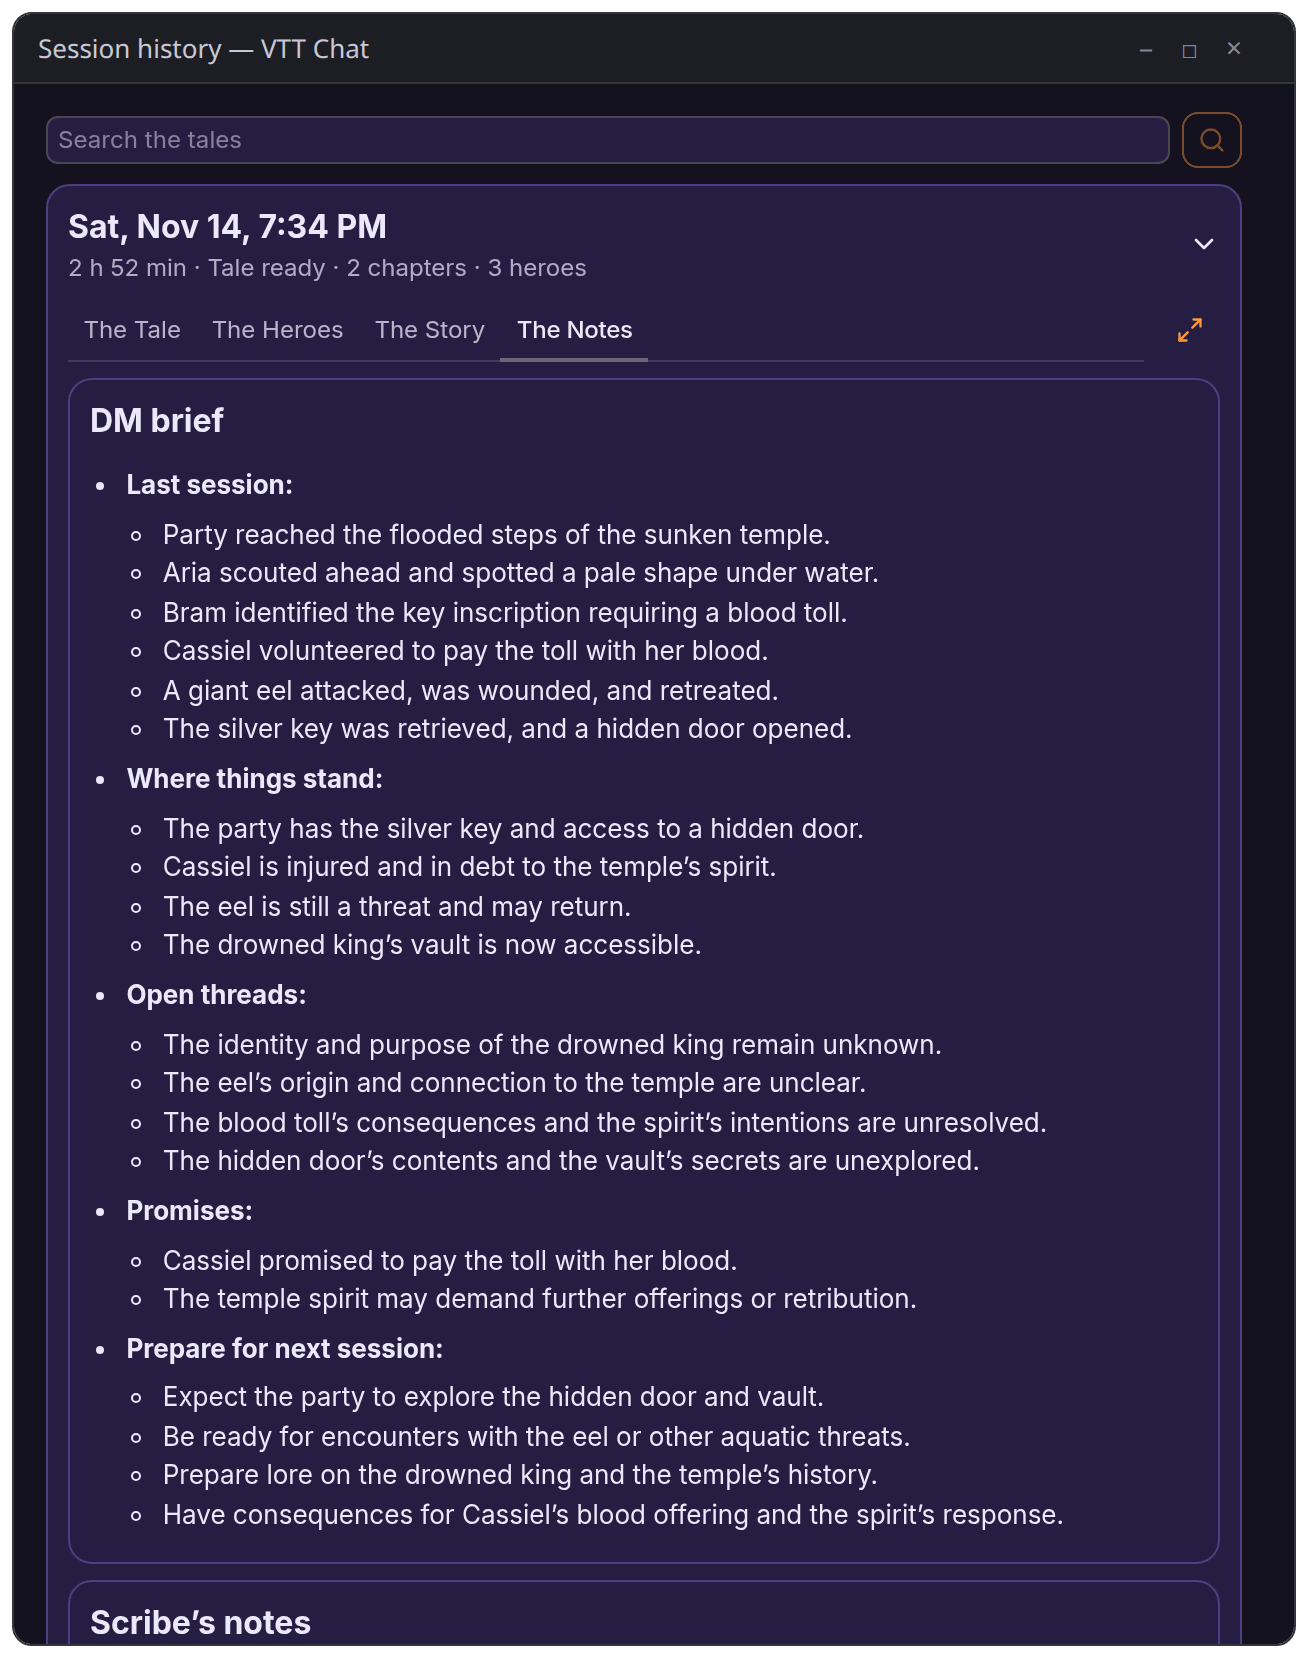 Session history — VTT Chat
Search the tales
Sat, Nov 14, 7:34 PM
2 h 52 min · Tale ready · 2 chapters · 3 heroes
The Tale The Heroes The Story The Notes
DM brief
Last session:
Party reached the flooded steps of the sunken temple.
Aria scouted ahead and spotted a pale shape under water.
Bram identified the key inscription requiring a blood toll.
Cassiel volunteered to pay the toll with her blood.
A giant eel attacked, was wounded, and retreated.
The silver key was retrieved, and a hidden door opened.
Where things stand:
The party has the silver key and access to a hidden door.
Cassiel is injured and in debt to the temple’s spirit.
The eel is still a threat and may return.
The drowned king’s vault is now accessible.
Open threads:
The identity and purpose of the drowned king remain unknown.
The eel’s origin and connection to the temple are unclear.
The blood toll’s consequences and the spirit’s intentions are unresolved.
The hidden door’s contents and the vault’s secrets are unexplored.
Promises:
Cassiel promised to pay the toll with her blood.
The temple spirit may demand further offerings or retribution.
Prepare for next session:
Expect the party to explore the hidden door and vault.
Be ready for encounters with the eel or other aquatic threats.
Prepare lore on the drowned king and the temple’s history.
Have consequences for Cassiel’s blood offering and the spirit’s response.
Scribe’s notes